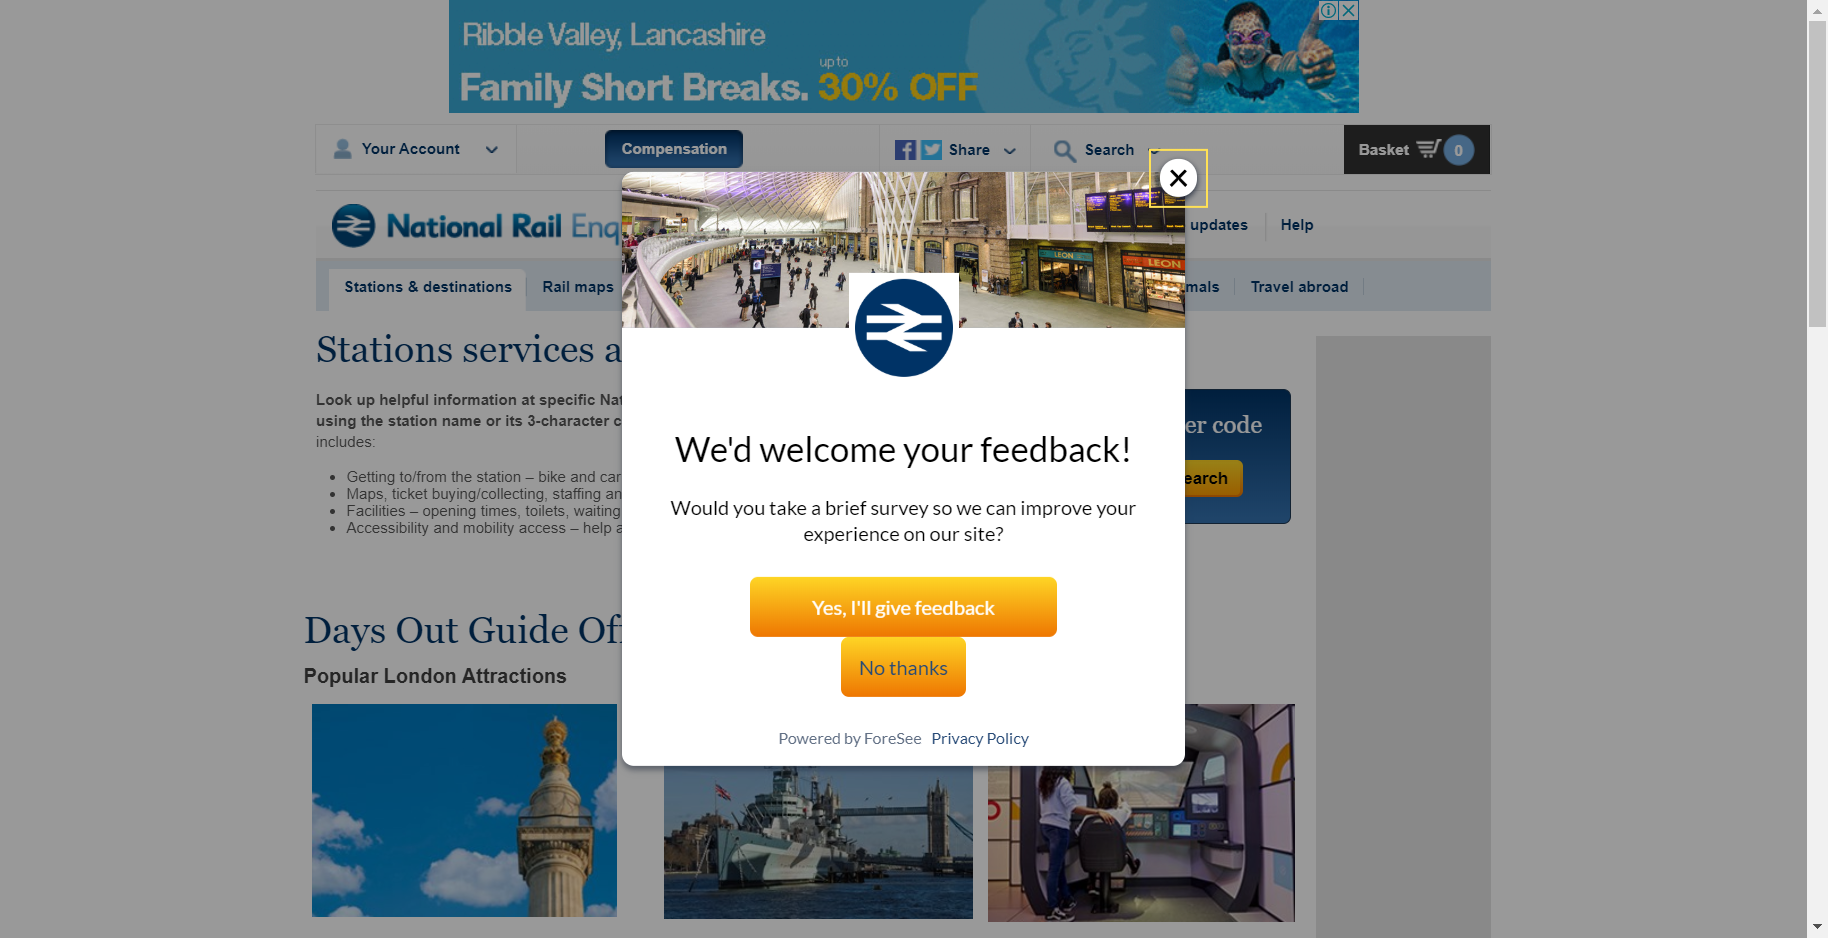 Ribble Valley, Lancashire
Family Short Breaks. up to 30% OFF
Your Account
Compensation
Share
Search
Basket 0
National Rail Enq
updates
Help
Stations & destinations
Rail maps
mals
Travel abroad
LEON
LEON
Stations services a
Look up helpful information at specific Nat
using the station name or its 3-character c
includes:
Getting to/from the station – bike and car
Maps, ticket buying/collecting, staffing an
Facilities – opening times, toilets, waiting
Accessibility and mobility access – help a
er code
earch
We'd welcome your feedback!
Would you take a brief survey so we can improve your
experience on our site?
Yes, I'll give feedback
No thanks
Powered by ForeSee Privacy Policy
Days Out Guide Off
Popular London Attractions